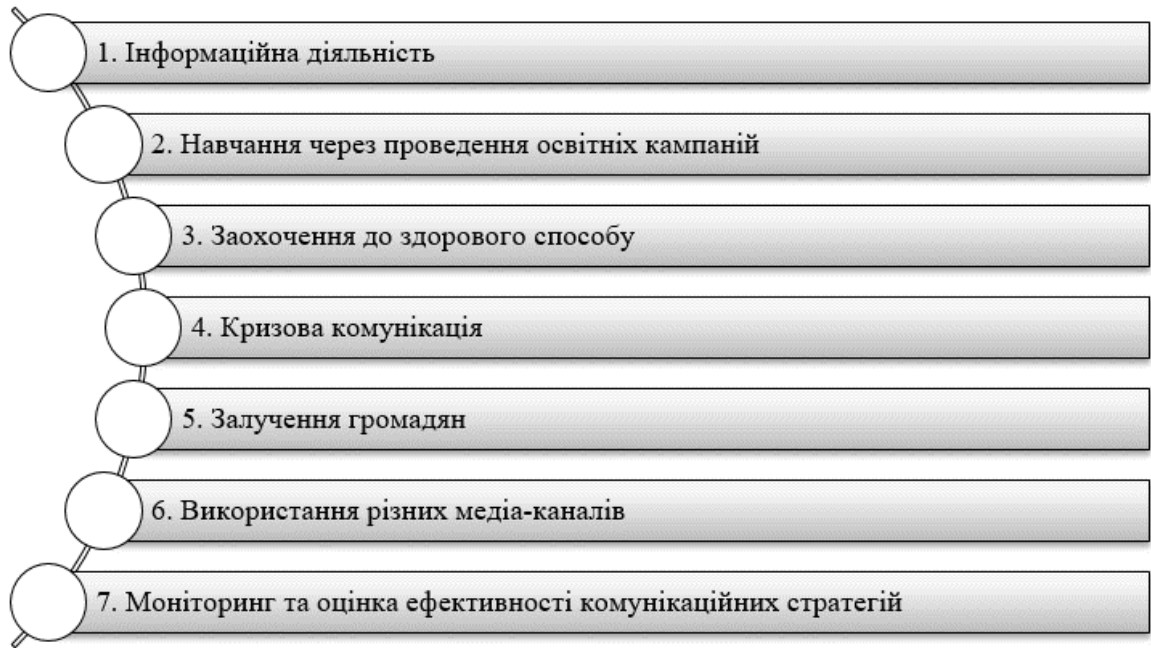 1. Інформаційна діяльність
2. Навчання через проведення освітніх кампаній
3. Заохочення до здорового способу
4. Кризова комунікація
5. Залучення громадян
6. Використання різних медіа-каналів
7. Моніторинг та оцінка ефективності комунікаційних стратегій